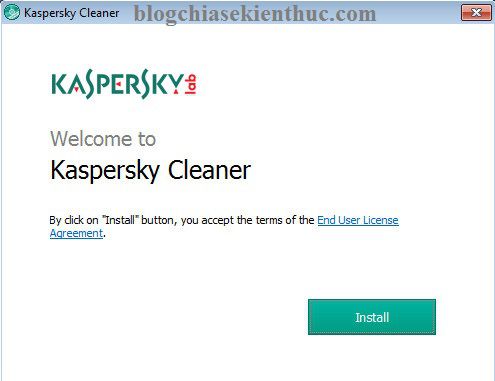 Kaspersky Cleaner
blogchiasekienthuc.com
KASPERSKY lab
Welcome to
Kaspersky Cleaner
By click on "Install" button, you accept the terms of the End User License
Agreement.
Install